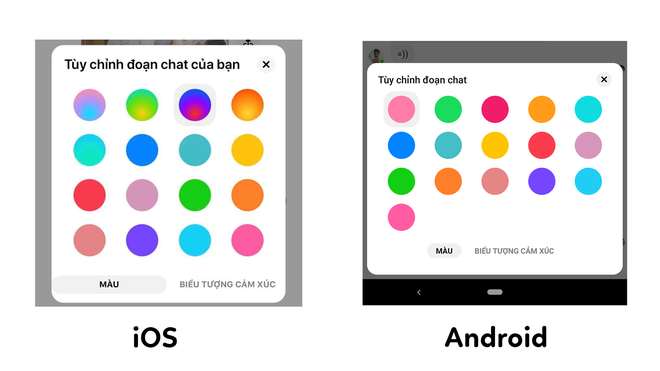 Tùy chỉnh đoạn chat của bạn
MÀU
BIỂU TƯỢNG CẢM XÚC
iOS
=))
Tùy chỉnh đoạn chat
MÀU
BIỂU TƯỢNG CẢM XÚC
Android